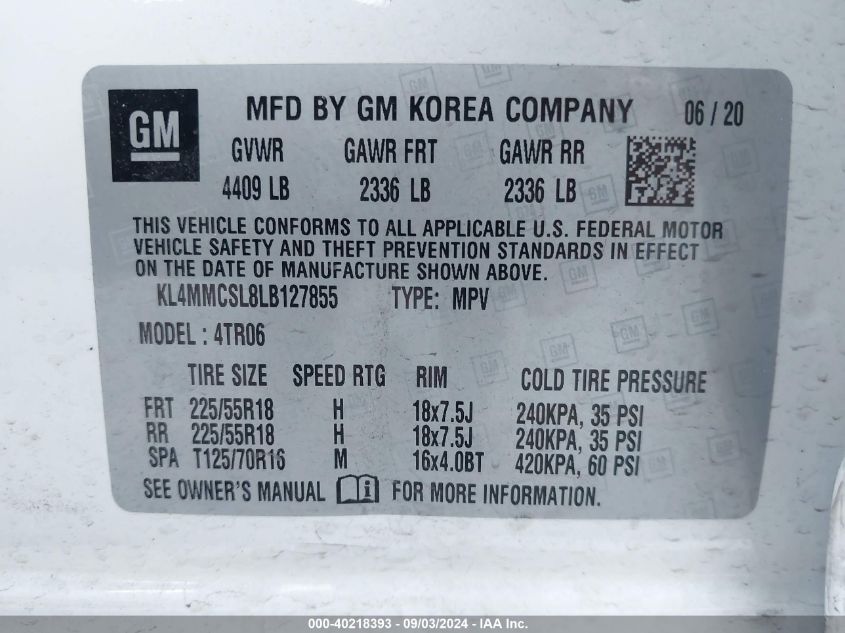 GM
MFD BY GM KOREA COMPANY 06 / 20
GVWR GAWR FRT GAWR RR
4409 LB 2336 LB 2336 LB
THIS VEHICLE CONFORMS TO ALL APPLICABLE U.S. FEDERAL MOTOR
VEHICLE SAFETY AND THEFT PREVENTION STANDARDS IN EFFECT
ON THE DATE OF MANUFACTURE SHOWN ABOVE.
KL4MMCSL8LB127855 TYPE: MPV
MODEL : 4TR06
TIRE SIZE SPEED RTG RIM COLD TIRE PRESSURE
FRT 225/55R18 H 18x7.5J 240KPA, 35 PSI
RR 225/55R18 H 18x7.5J 240KPA, 35 PSI
SPA T125/70R16 M 16x4.0BT 420KPA, 60 PSI
SEE OWNER'S MANUAL FOR MORE INFORMATION.
000-40218393 - 09/03/2024 - IAA Inc.